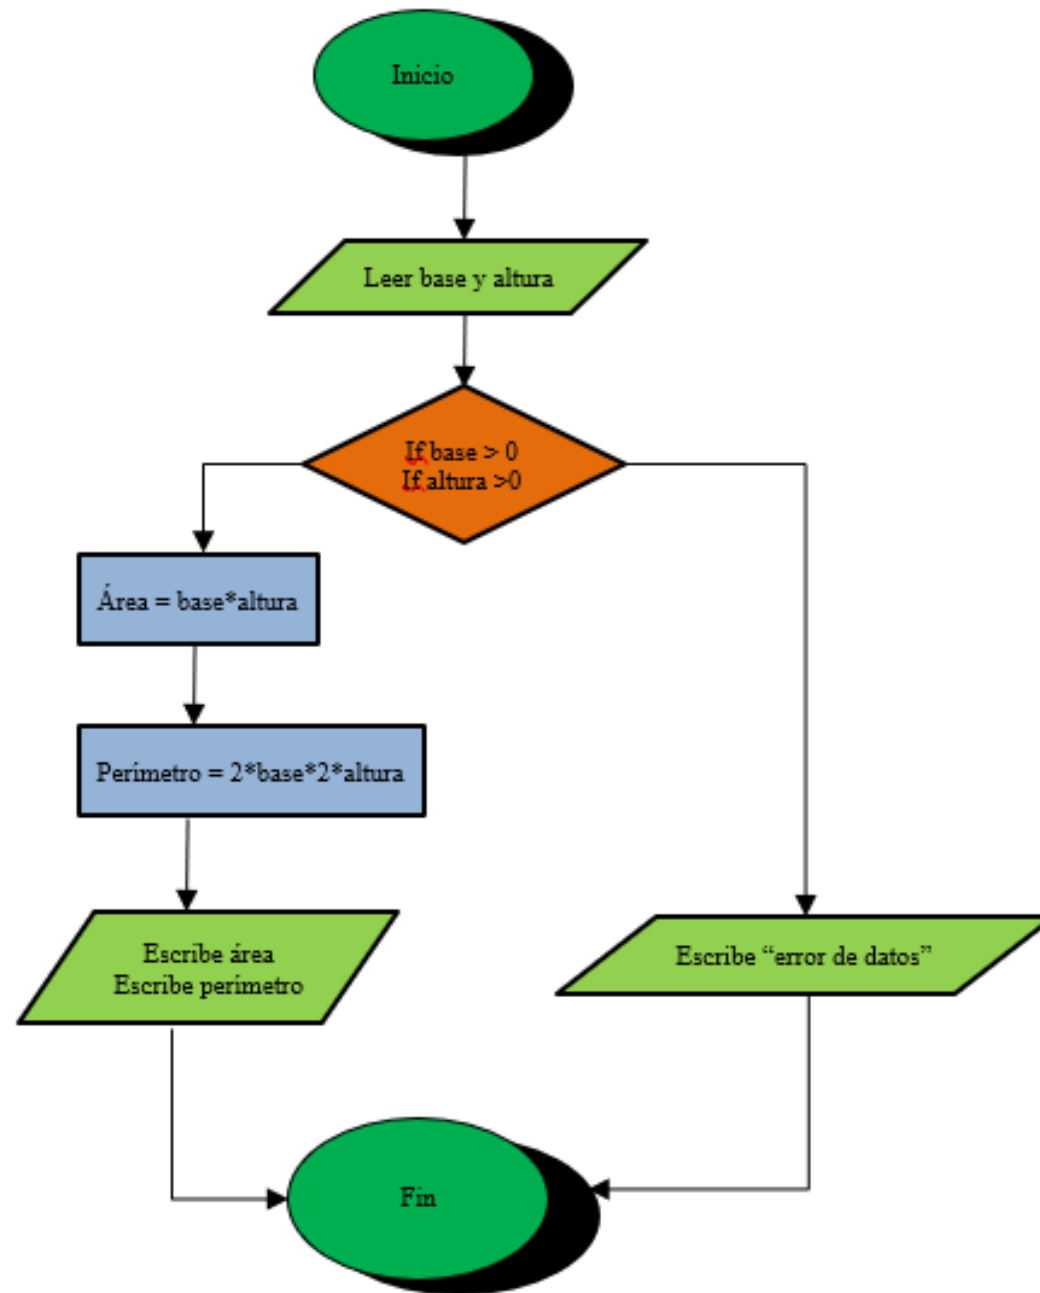 Inicio
Leer base y altura
If base > 0
If altura >0
Área = base*altura
Perímetro = 2*base*2*altura
Escribe área
Escribe perímetro
Escribe “error de datos”
Fin